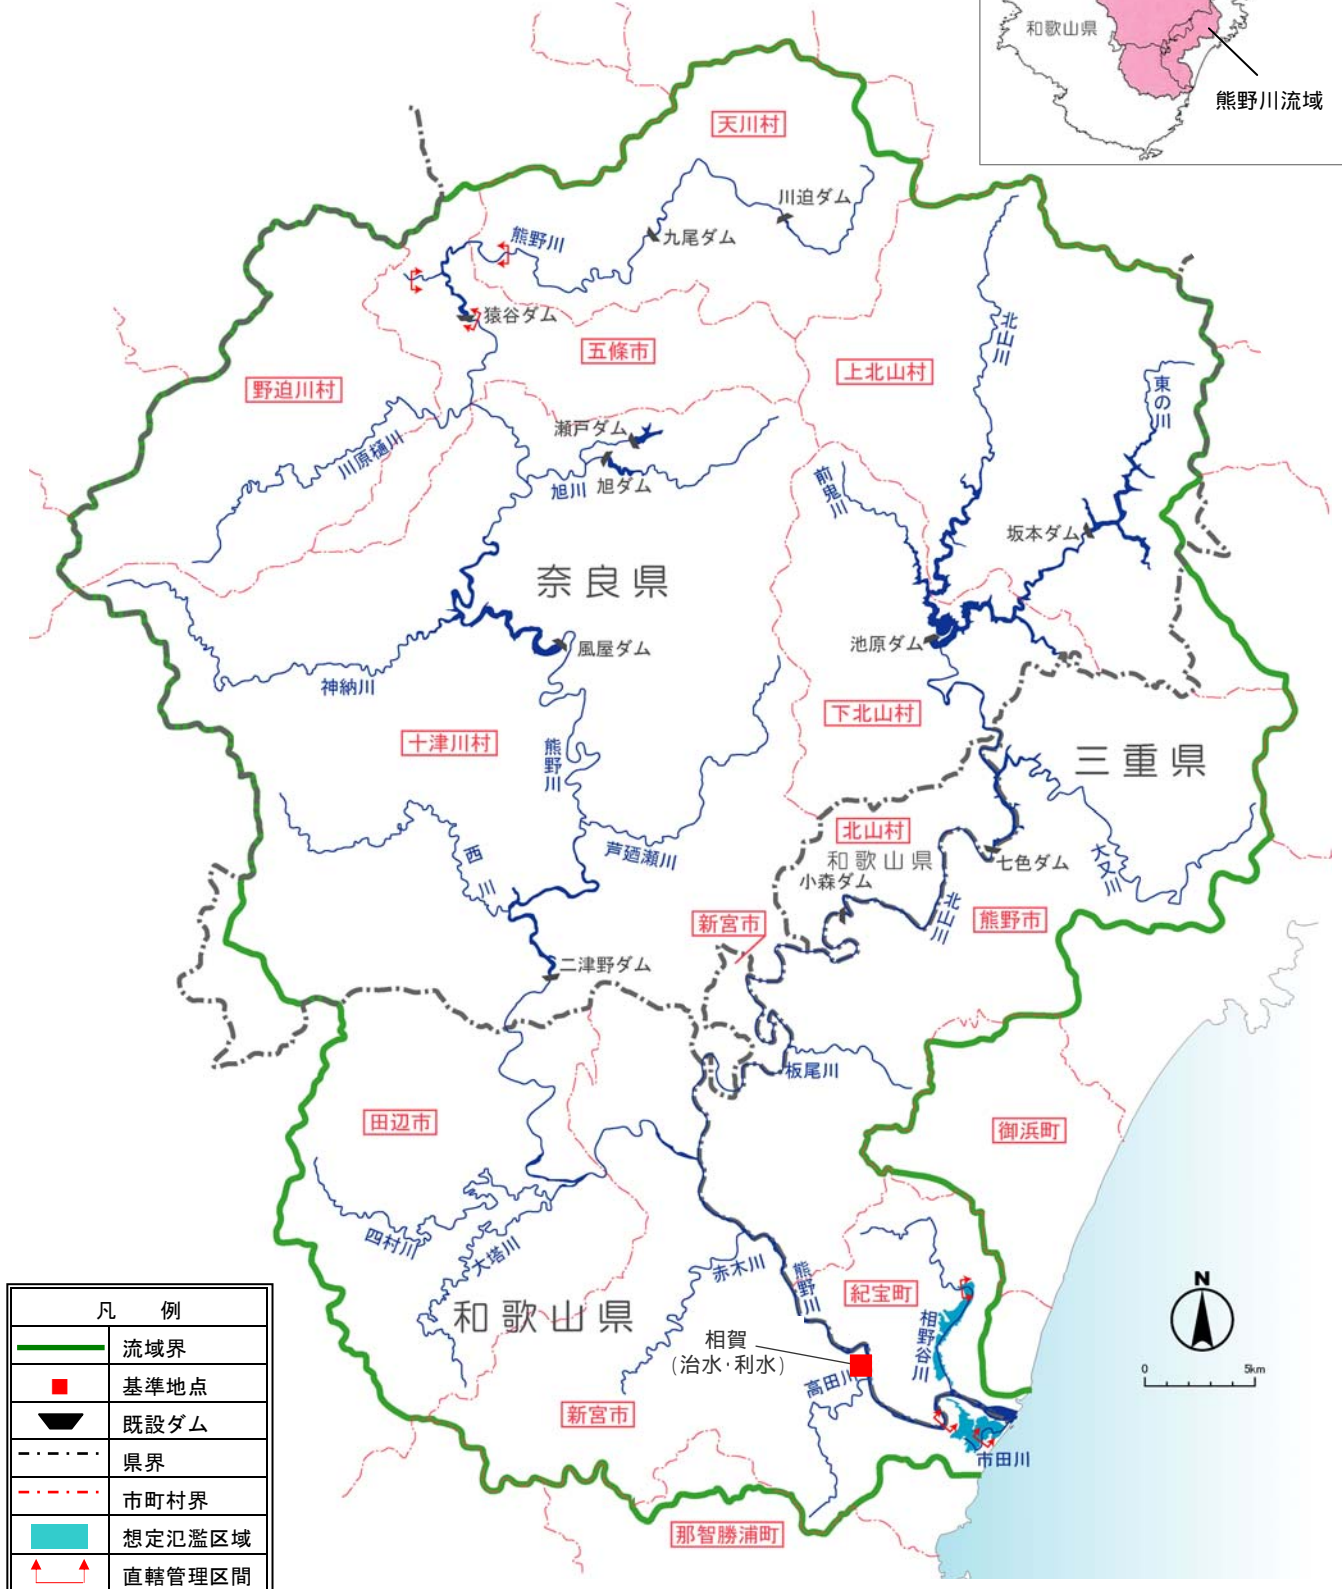 和歌山県
熊野川流域
天川村
川迫ダム
九尾ダム
熊野川
猿谷ダム
五條市
北山川
上北山村
野迫川村
東の川
瀬戸ダム
川原樋川
旭川
旭ダム
前鬼川
坂本ダム
奈良県
池原ダム
風屋ダム
神納川
下北山村
十津川村
熊野川
三重県
北山村
和歌山県
七色ダム
芦廼瀬川
西川
小森ダム
大又川
北山川
熊野市
新宮市
二津野ダム
板尾川
田辺市
御浜町
四村川
大塔川
赤木川
熊野川
紀宝町
相野谷川
和歌山県
相賀
(治水・利水)
高田川
新宮市
市田川
那智勝浦町
N
0 5km
凡 例
流域界
基準地点
既設ダム
県界
市町村界
想定氾濫区域
直轄管理区間